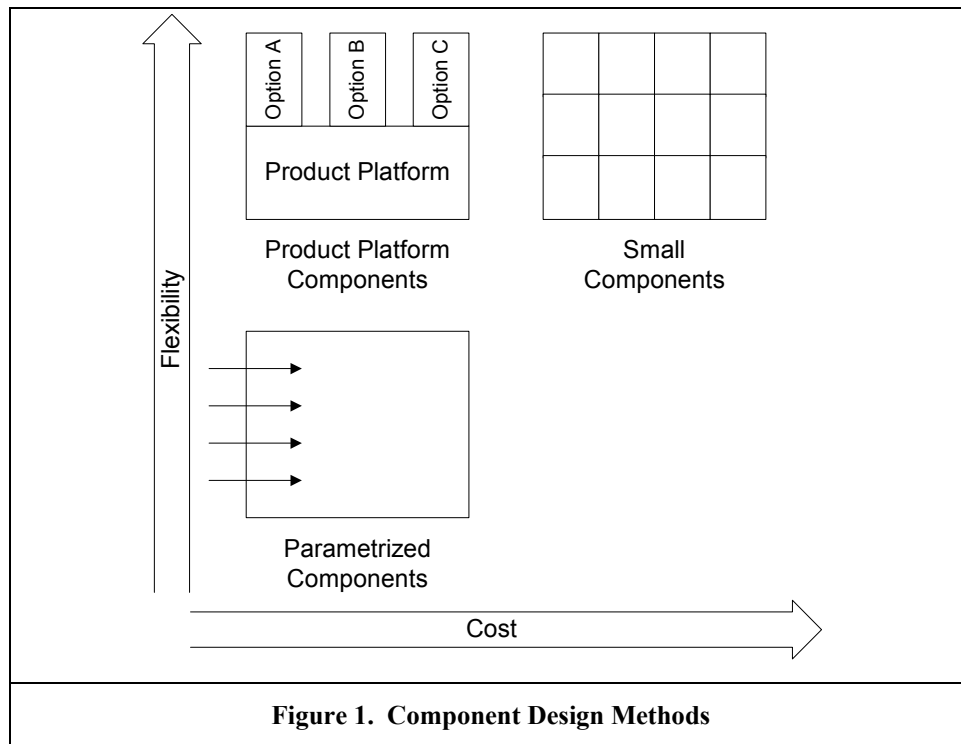 Option A
Option B
Option C
Product Platform
Product Platform
Components
Small
Components
Flexibility
Parametrized
Components
Cost
Figure 1. Component Design Methods